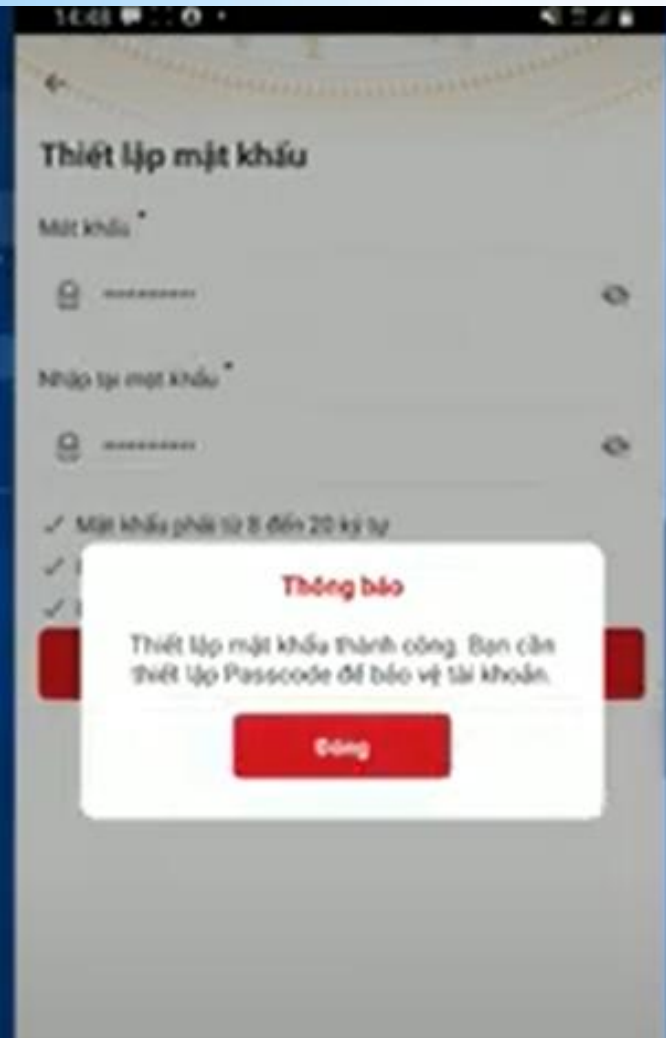 14:48
Thiết lập mật khẩu
Mật khẩu *
Nhập lại mật khẩu *
Mật khẩu phải từ 8 đến 20 ký tự
Thông báo
Thiết lập mật khẩu thành công. Bạn cần
thiết lập Passcode để bảo vệ tài khoản.
Đóng